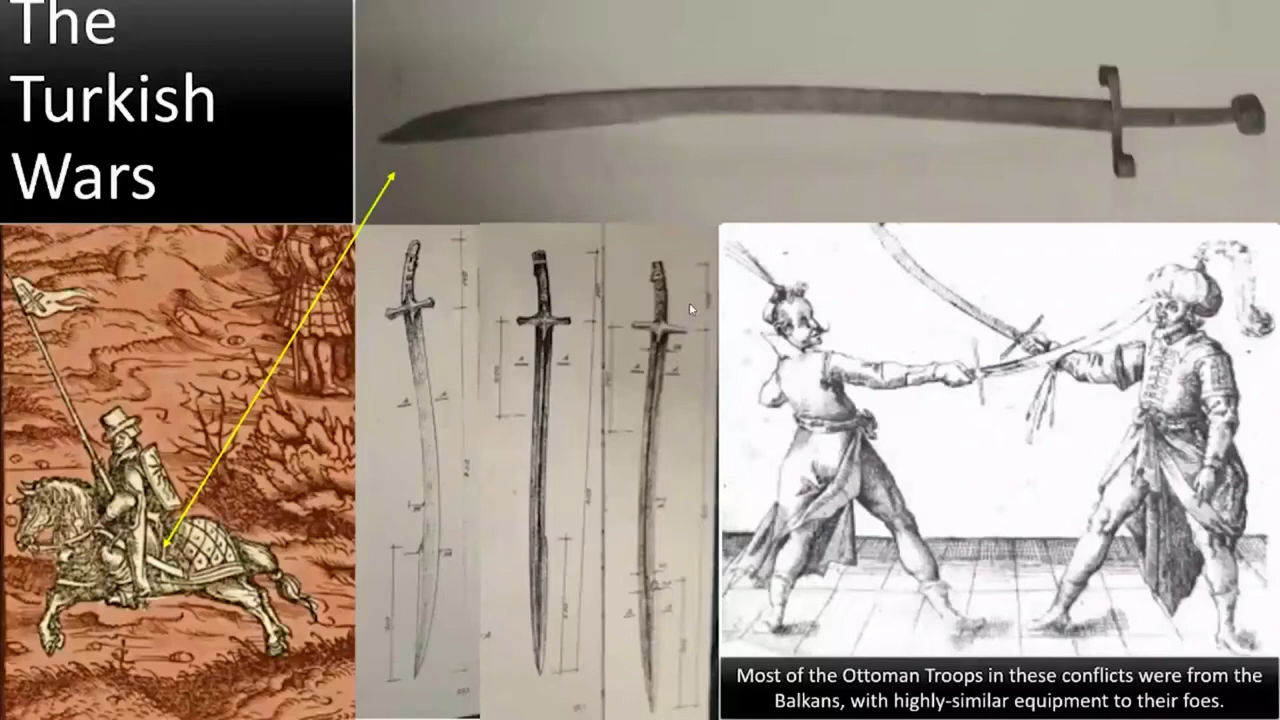 The
Turkish
Wars
Most of the Ottoman Troops in these conflicts were from the
Balkans, with highly-similar equipment to their foes.